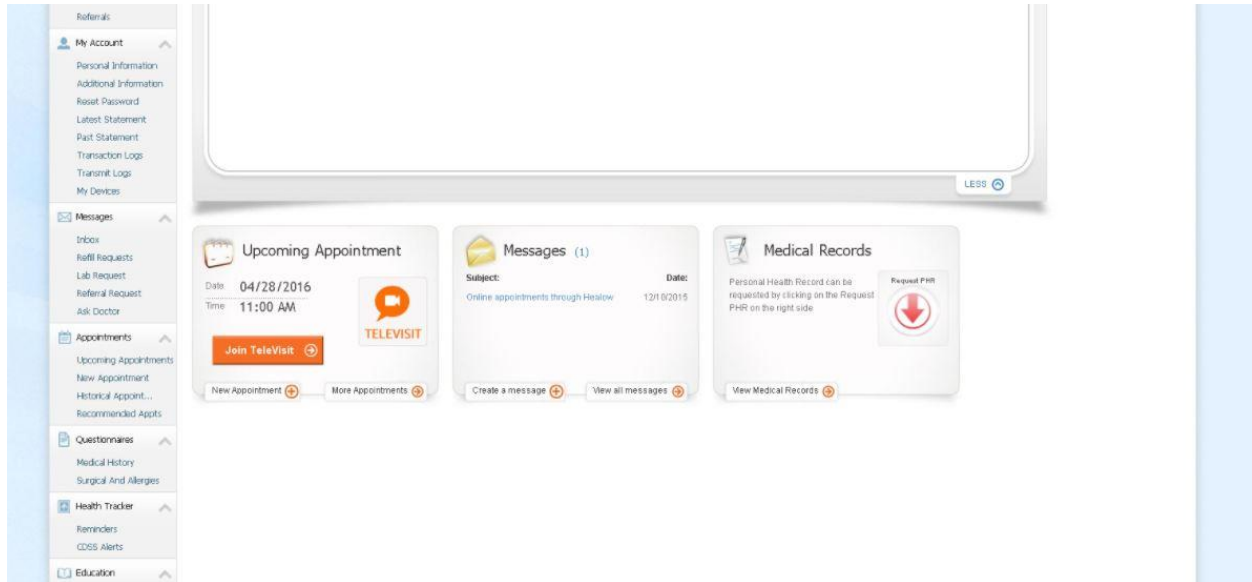 Referrals
My Account
Personal Information
Additional Information
Reset Password
Latest Statement
Past Statement
Transaction Logs
Transmit Logs
My Devices
Messages
Inbox
Refill Requests
Lab Request
Referral Request
Ask Doctor
Appointments
Upcoming Appointments
New Appointment
Historical Appoint...
Recommended Appts
Questionnaires
Medical History
Surgical And Allergies
Health Tracker
Reminders
CDSS Alerts
Education
LESS
Upcoming Appointment
Date 04/28/2016
Time 11:00 AM
TELEVISIT
Join TeleVisit
New Appointment
More Appointments
Messages (1)
Subject: Date:
Online appointments through Healow 12/10/2015
Create a message
View all messages
Medical Records
Personal Health Record can be
requested by clicking on the Request
PHR on the right side
Request PHR
View Medical Records